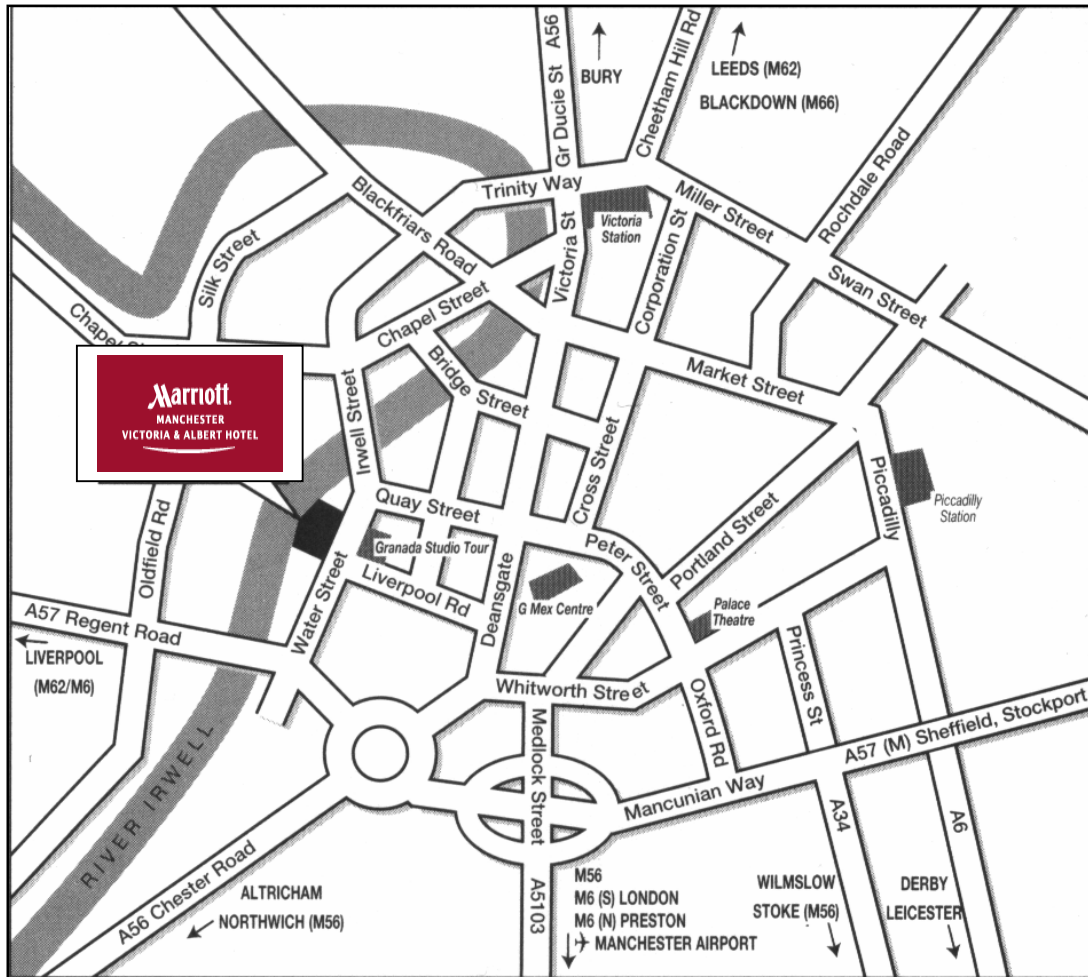 A56
Gr Ducie St
BURY
Cheetham Hill Rd
LEEDS (M62)
BLACKDOWN (M66)
Rochdale Road
Trinity Way
Blackfriars Road
Victoria
Station
Miller Street
Silk Street
Victoria St
Corporation St
Swan Street
Chapel Street
Chapel
Bridge Street
Market Street
Marriott.
MANCHESTER
VICTORIA & ALBERT HOTEL
Irwell Street
Cross Street
Piccadilly
Piccadilly
Station
Quay Street
Granada Studio Tour
Peter Street
Portland Street
Oldfield Rd
Liverpool Rd
Water Street
Deansgate
G Mex Centre
Palace
Theatre
A57 Regent Road
LIVERPOOL
(M62/M6)
Whitworth Street
Princess St
Oxford Rd
Medlock Street
A57 (M) Sheffield, Stockport
Mancunian Way
RIVER IRWELL
A34
A6
A56 Chester Road
ALTRICHAM
NORTHWICH (M56)
A5103
M56
M6 (S) LONDON
M6 (N) PRESTON
MANCHESTER AIRPORT
WILMSLOW
STOKE (M56)
DERBY
LEICESTER